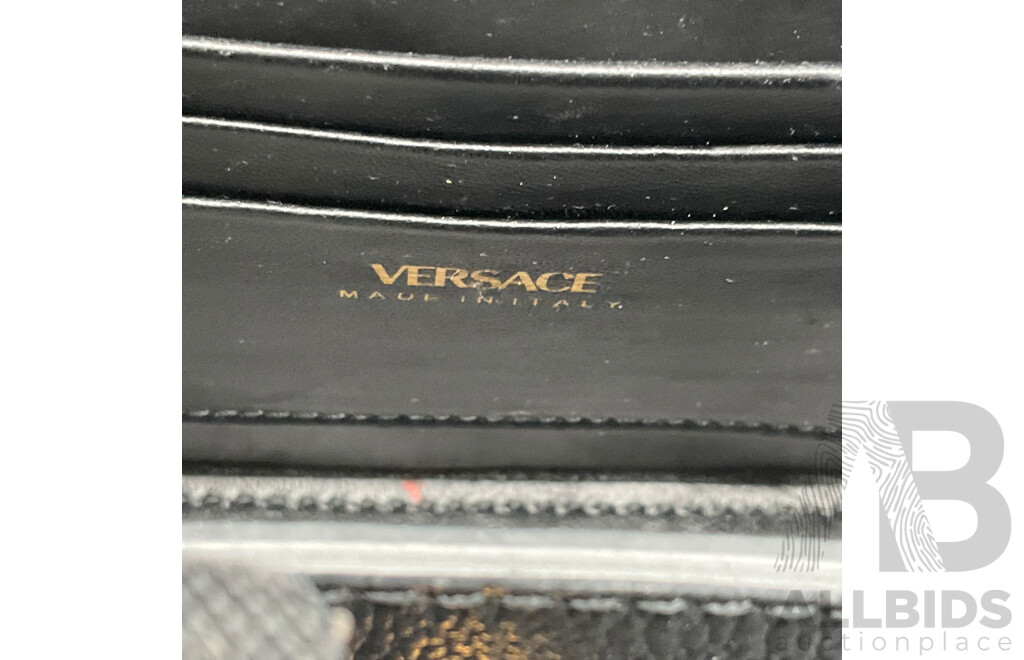 VERSACE
MADE IN ITALY
ALLBIDS
auctionplace